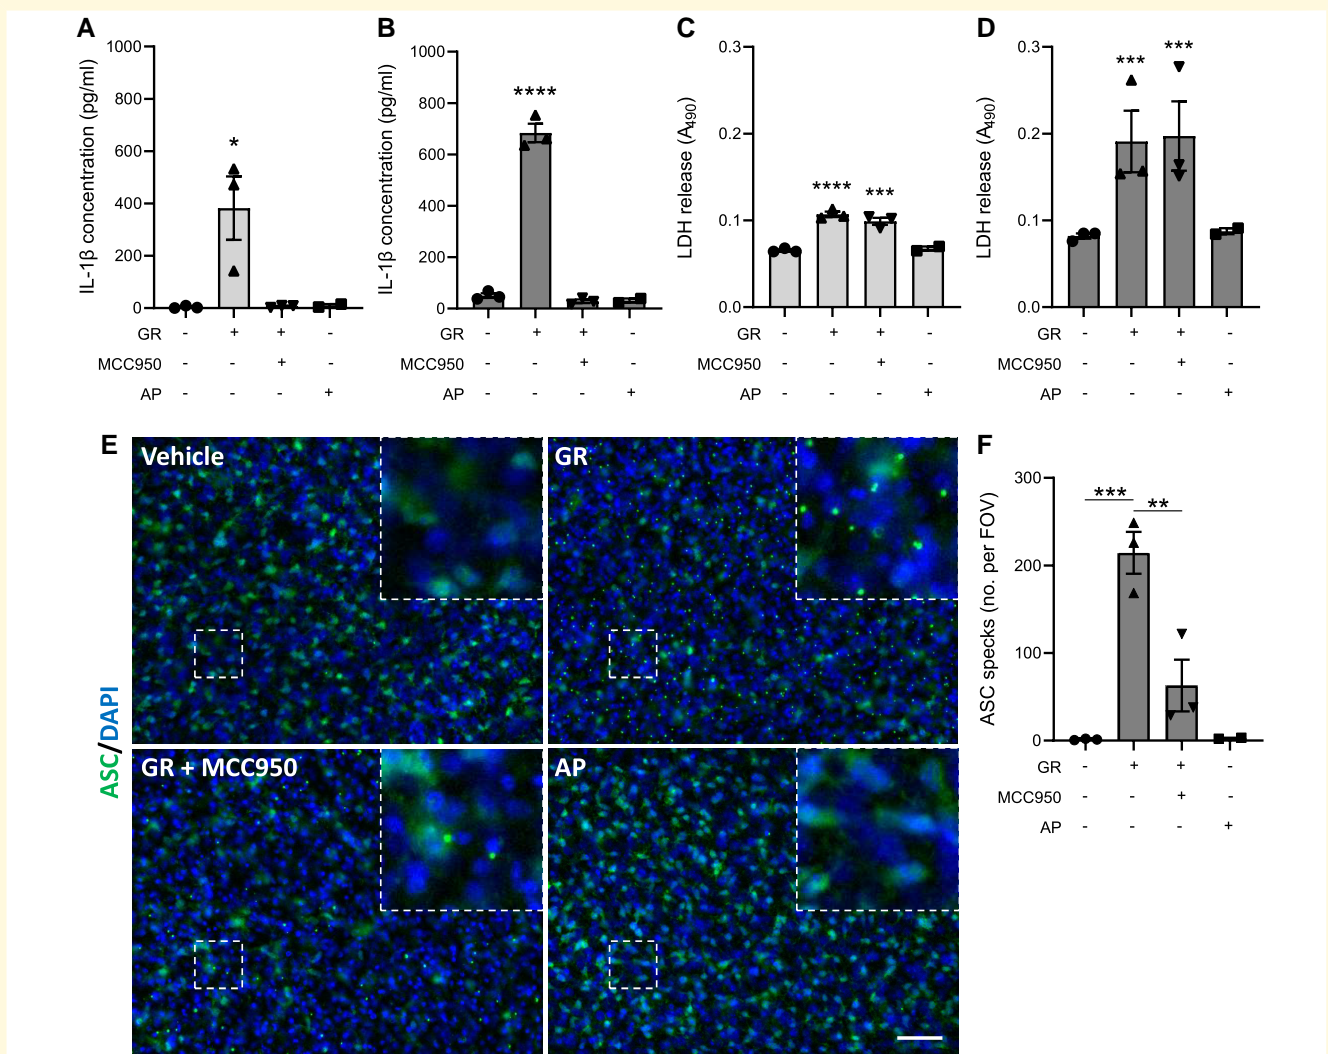 A
IL-1β concentration (pg/ml)
1000
800
600
400
200
0
*
GR - + + -
MCC950 - - + -
AP - - - +
B
IL-1β concentration (pg/ml)
1000
800
600
400
200
0
****
GR - + + -
MCC950 - - + -
AP - - - +
C
LDH release (A490)
0.3
0.2
0.1
0.0
**** ***
GR - + + -
MCC950 - - + -
AP - - - +
D
LDH release (A490)
0.3
0.2
0.1
0.0
*** ***
GR - + + -
MCC950 - - + -
AP - - - +
E
ASC/DAPI
Vehicle
GR
GR + MCC950
AP
F
ASC specks (no. per FOV)
300
200
100
0
*** **
GR - + + -
MCC950 - - + -
AP - - - +